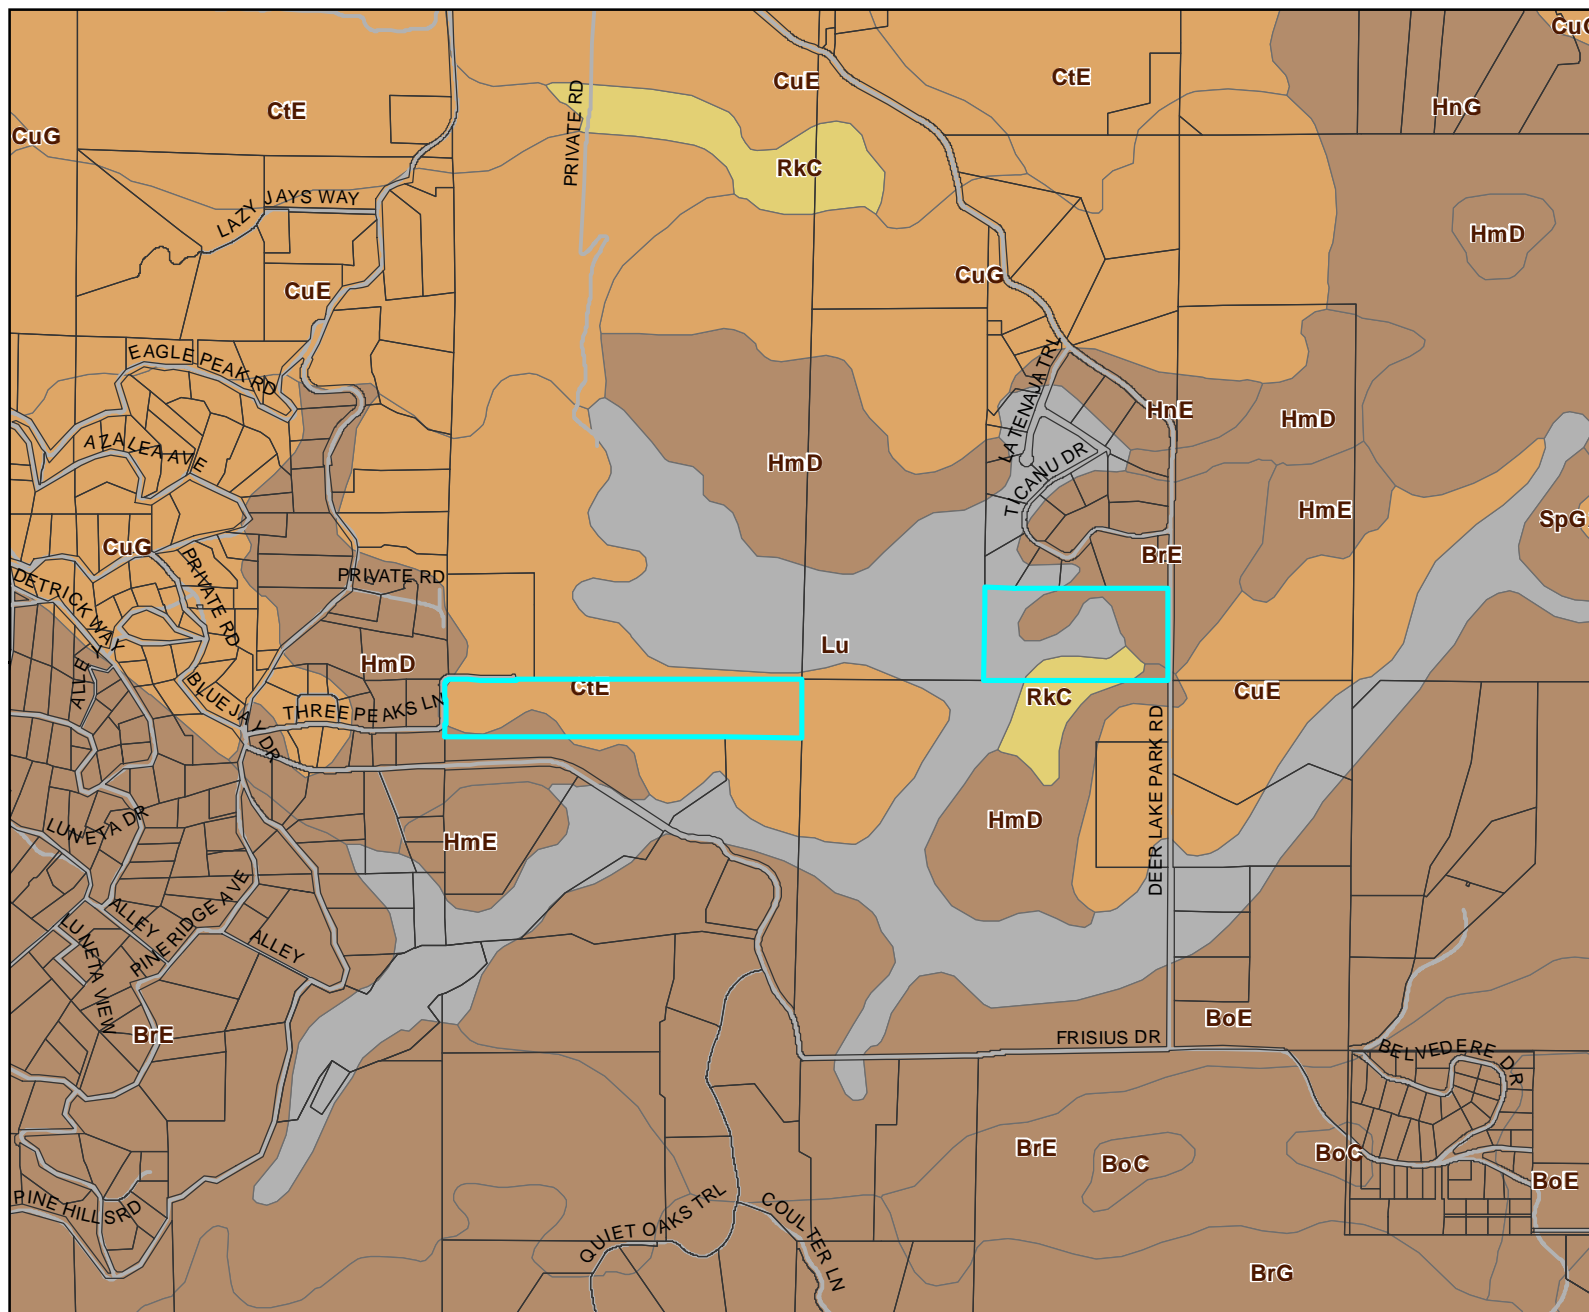 CuG
CuE
CtE
CtE
HnG
CuG
PRIVATE RD
RkC
LAZY JAYS WAY
HmD
CuG
CuE
EAGLE PEAK RD
LA TENAJA TRL
HnE
HmD
AZALEA AVE
HmD
TICANU DR
HmE
SpG
CuG
PRIVATE RD
BrE
PRIVATE RD
DETRICK WAY
Lu
HmD
ALLEY
BLUEJAY DR
CtE
RkC
CuE
THREE PEAKS LN
DEER LAKE PARK RD
LUNETA DR
HmD
HmE
ALLEY
PINE RIDGE AVE
ALLEY
LUNETA VIEW
BoE
BrE
FRISIUS DR
BELVEDERE DR
BrE
BoC
BoC
BoE
PINE HILLS RD
QUIET OAKS TRL
COULTER LN
BrG